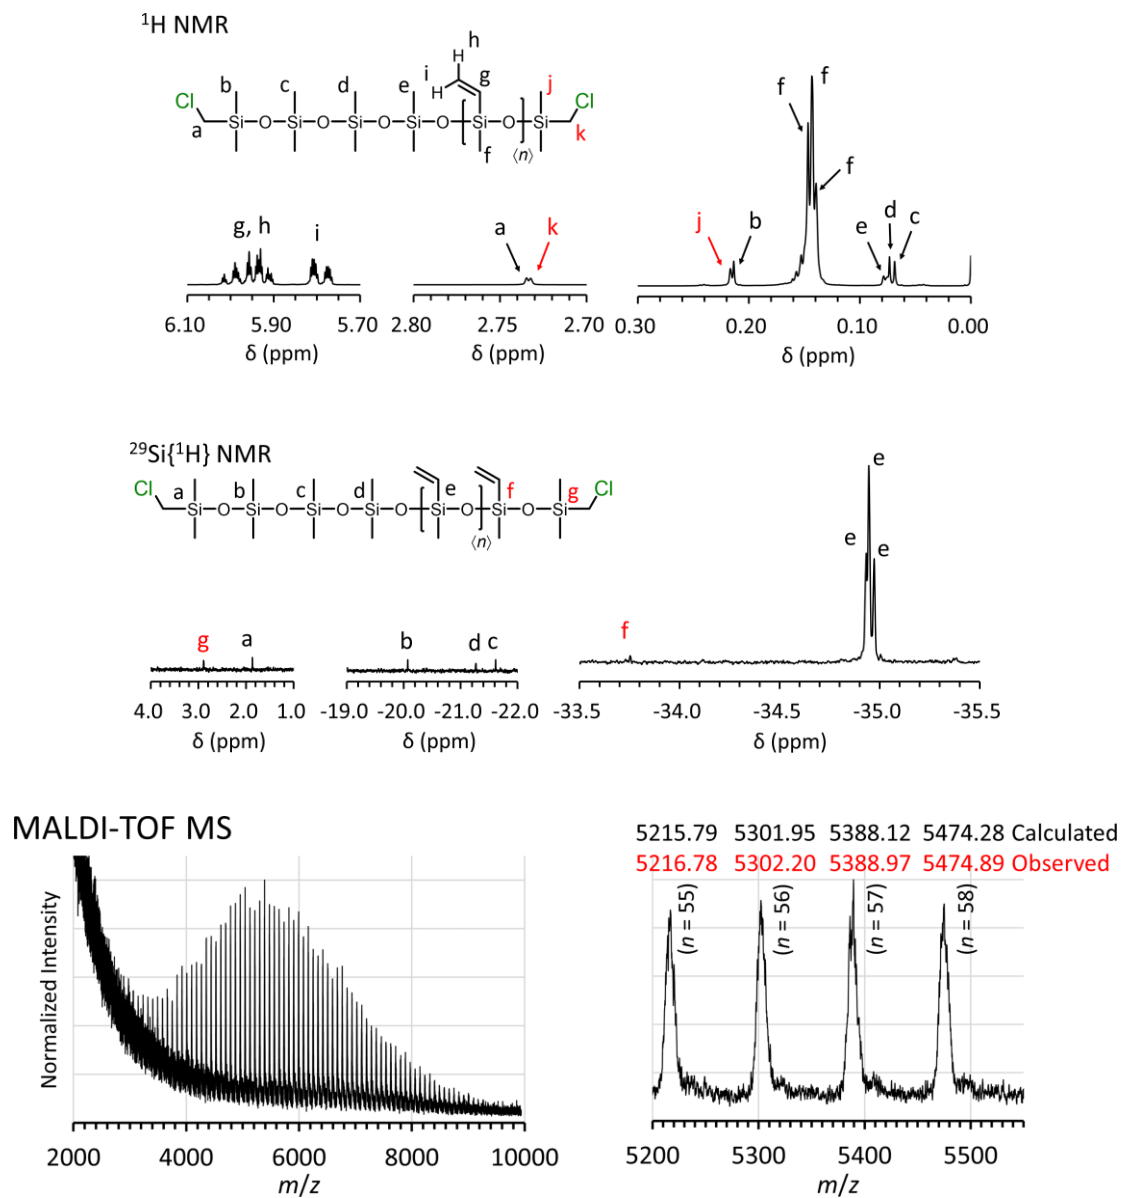 ¹H NMR
h
i g
b c d e j
Cl Cl
H H
a Si O Si O Si O Si O Si O Si k
f ⟨n⟩
g, h i
a k
f f f
j b e d c
6.10 5.90 5.70 2.80 2.75 2.70 0.30 0.20 0.10 0.00
δ (ppm) δ (ppm) δ (ppm)
²⁹Si{¹H} NMR
Cl Cl
a b c d e f g
Si O Si O Si O Si O Si O Si O Si
⟨n⟩
e
e e
g a b d c f
4.0 3.0 2.0 1.0 -19.0 -20.0 -21.0 -22.0 -33.5 -34.0 -34.5 -35.0 -35.5
δ (ppm) δ (ppm) δ (ppm)
MALDI-TOF MS
5215.79 5301.95 5388.12 5474.28 Calculated
5216.78 5302.20 5388.97 5474.89 Observed
(n = 55) (n = 56) (n = 57) (n = 58)
Normalized Intensity
2000 4000 6000 8000 10000
m/z
5200 5300 5400 5500
m/z